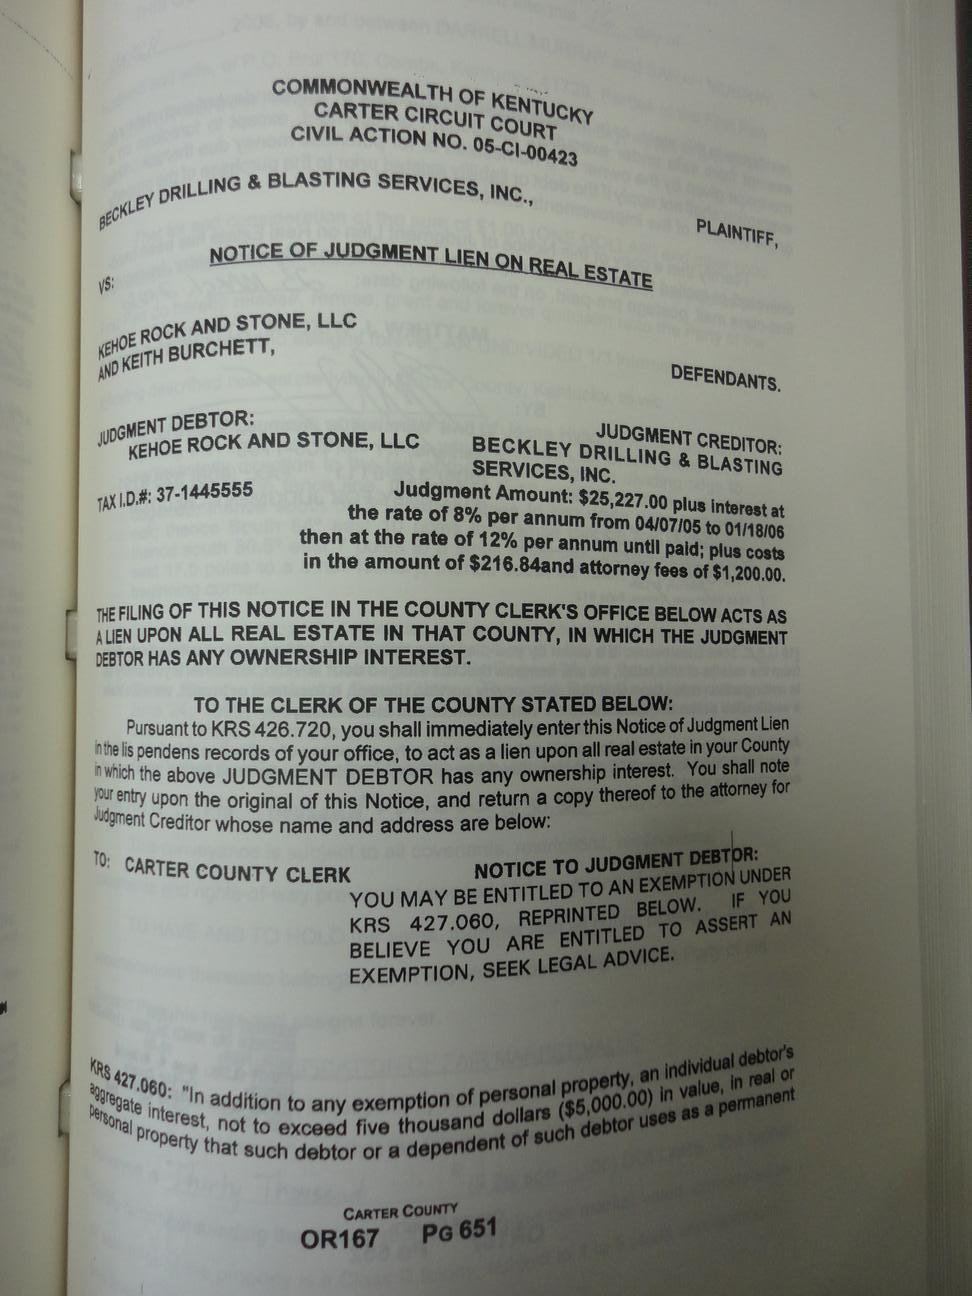 COMMONWEALTH OF KENTUCKY
CARTER CIRCUIT COURT
CIVIL ACTION NO. 05-CI-00423
BECKLEY DRILLING & BLASTING SERVICES, INC.,
PLAINTIFF,
NOTICE OF JUDGMENT LIEN ON REAL ESTATE
VS:
KEHOE ROCK AND STONE, LLC
AND KEITH BURCHETT,
DEFENDANTS.
JUDGMENT DEBTOR:
KEHOE ROCK AND STONE, LLC
TAX I.D.#: 37-1445555
JUDGMENT CREDITOR:
BECKLEY DRILLING & BLASTING
SERVICES, INC.
Judgment Amount: $25,227.00 plus interest at
the rate of 8% per annum from 04/07/05 to 01/18/06
then at the rate of 12% per annum until paid; plus costs
in the amount of $216.84and attorney fees of $1,200.00.
THE FILING OF THIS NOTICE IN THE COUNTY CLERK'S OFFICE BELOW ACTS AS
A LIEN UPON ALL REAL ESTATE IN THAT COUNTY, IN WHICH THE JUDGMENT
DEBTOR HAS ANY OWNERSHIP INTEREST.
TO THE CLERK OF THE COUNTY STATED BELOW:
Pursuant to KRS 426.720, you shall immediately enter this Notice of Judgment Lien
in the lis pendens records of your office, to act as a lien upon all real estate in your County
in which the above JUDGMENT DEBTOR has any ownership interest. You shall note
your entry upon the original of this Notice, and return a copy thereof to the attorney for
Judgment Creditor whose name and address are below:
TO: CARTER COUNTY CLERK
NOTICE TO JUDGMENT DEBTOR:
YOU MAY BE ENTITLED TO AN EXEMPTION UNDER
KRS 427.060, REPRINTED BELOW. IF YOU
BELIEVE YOU ARE ENTITLED TO ASSERT AN
EXEMPTION, SEEK LEGAL ADVICE.
KRS 427.060: "In addition to any exemption of personal property, an individual debtor's
aggregate interest, not to exceed five thousand dollars ($5,000.00) in value, in real or
personal property that such debtor or a dependent of such debtor uses as a permanent
CARTER COUNTY
OR167 PG 651